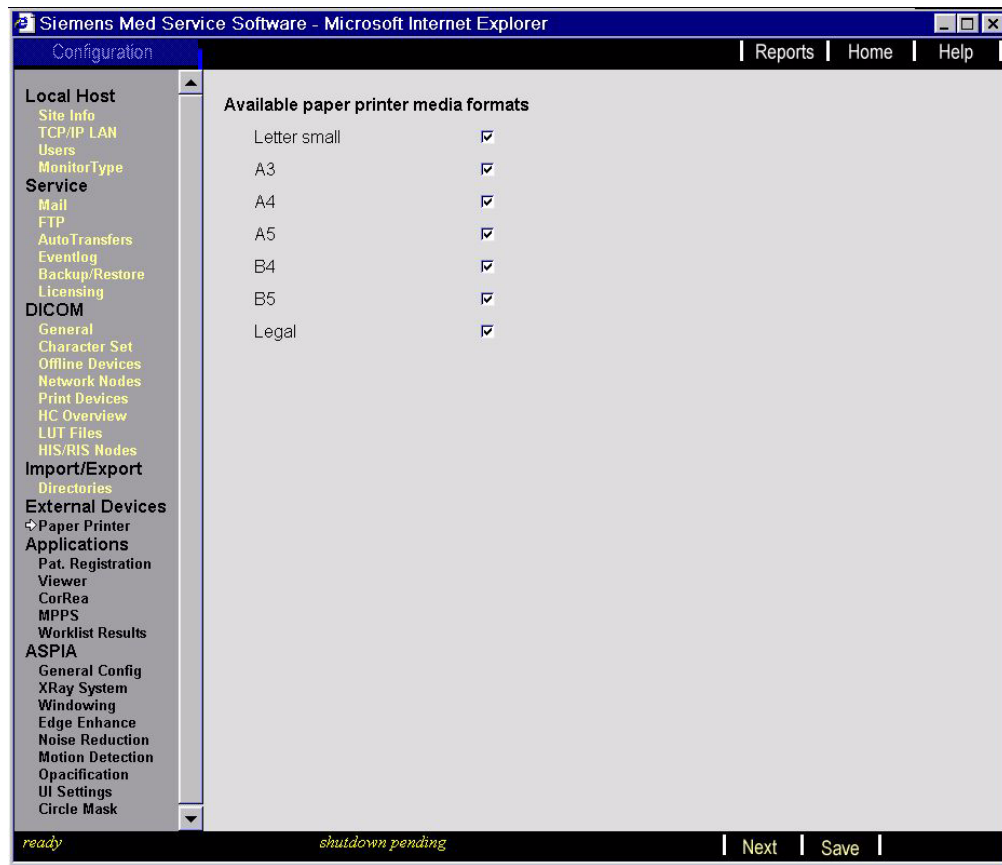 Siemens Med Service Software - Microsoft Internet Explorer
Configuration
Reports Home Help
Local Host
Site Info
TCP/IP LAN
Users
MonitorType
Service
Mail
FTP
AutoTransfers
Eventlog
Backup/Restore
Licensing
DICOM
General
Character Set
Offline Devices
Network Nodes
Print Devices
HC Overview
LUT Files
HIS/RIS Nodes
Import/Export
Directories
External Devices
Paper Printer
Applications
Pat. Registration
Viewer
CorRea
MPPS
Worklist Results
ASPIA
General Config
XRay System
Windowing
Edge Enhance
Noise Reduction
Motion Detection
Opacification
UI Settings
Circle Mask
Available paper printer media formats
Letter small
A3
A4
A5
B4
B5
Legal
ready
shutdown pending
Next Save